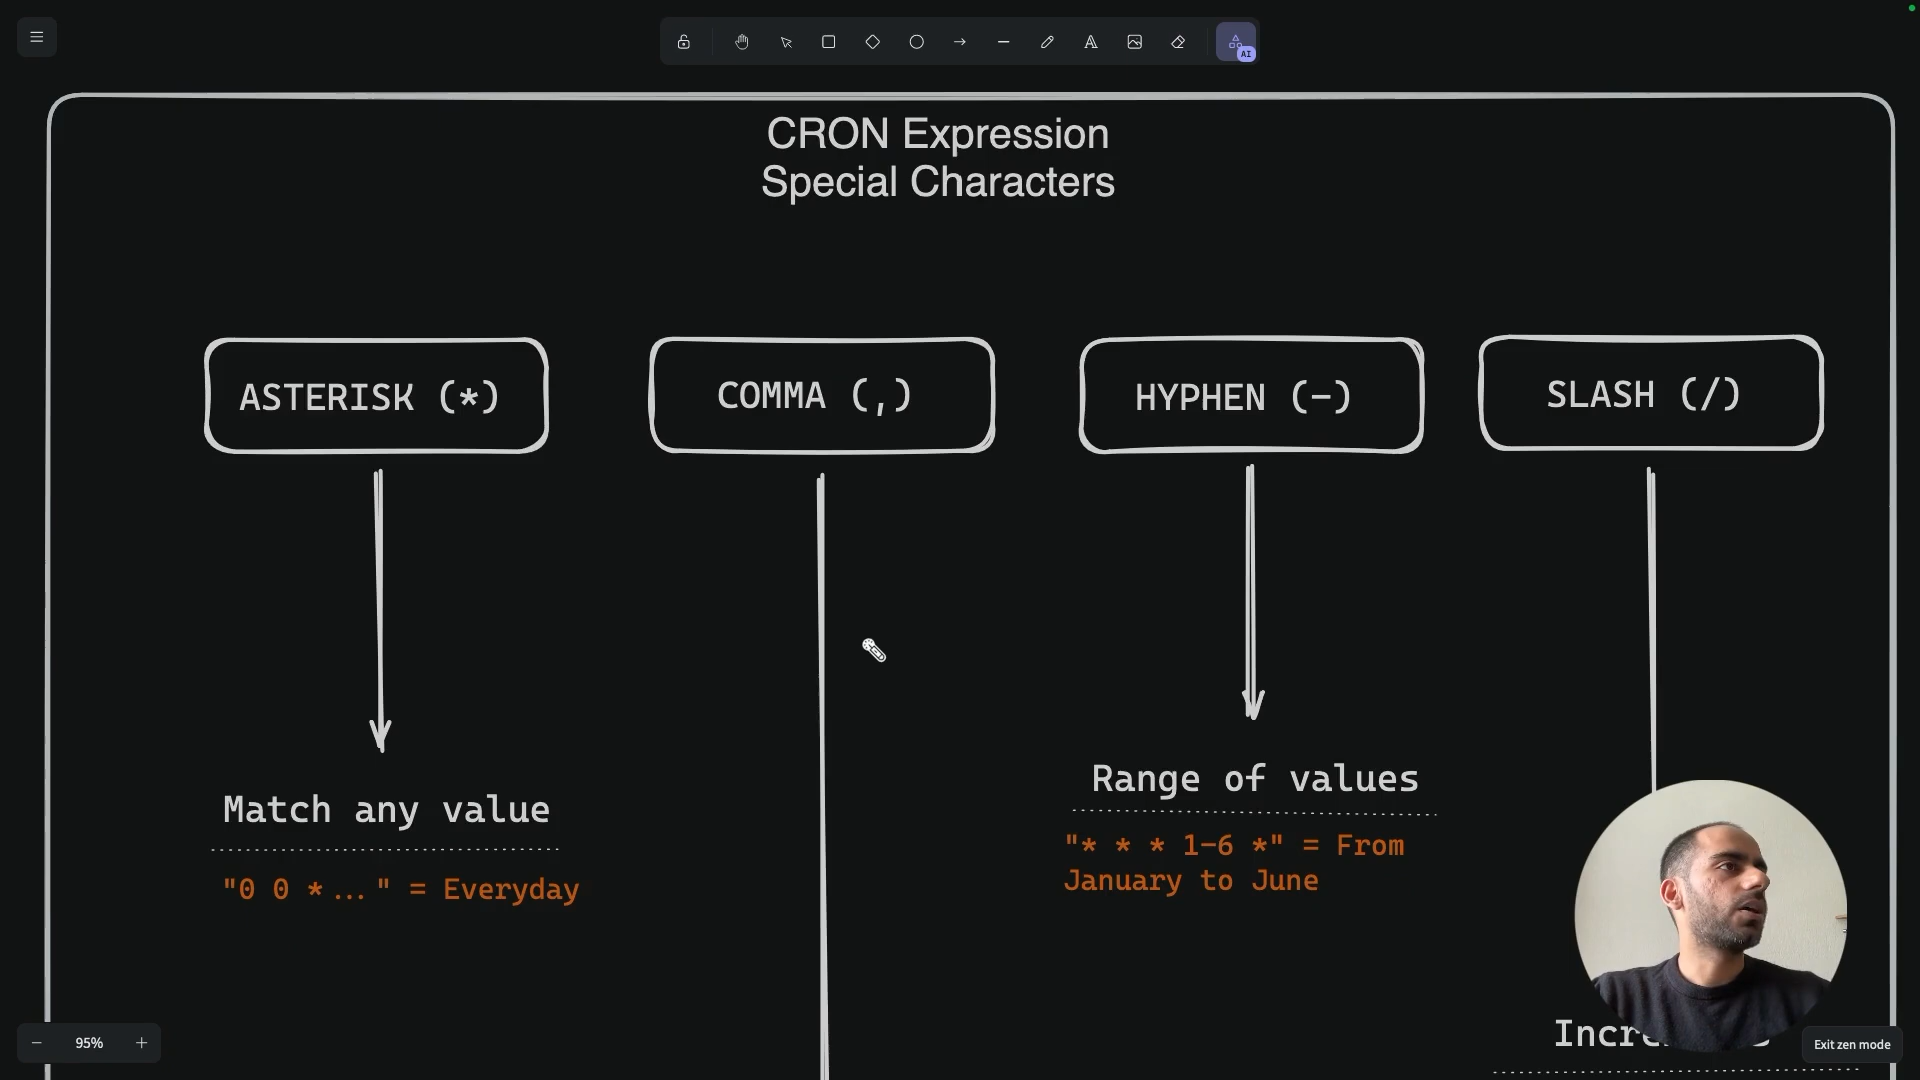 AI
CRON Expression
Special Characters
ASTERISK (*)
COMMA (,)
HYPHEN (-)
SLASH (/)
Match any value
"0 0 *..." = Everyday
Range of values
"* * * 1-6 *" = From
January to June
95%
Exit zen mode